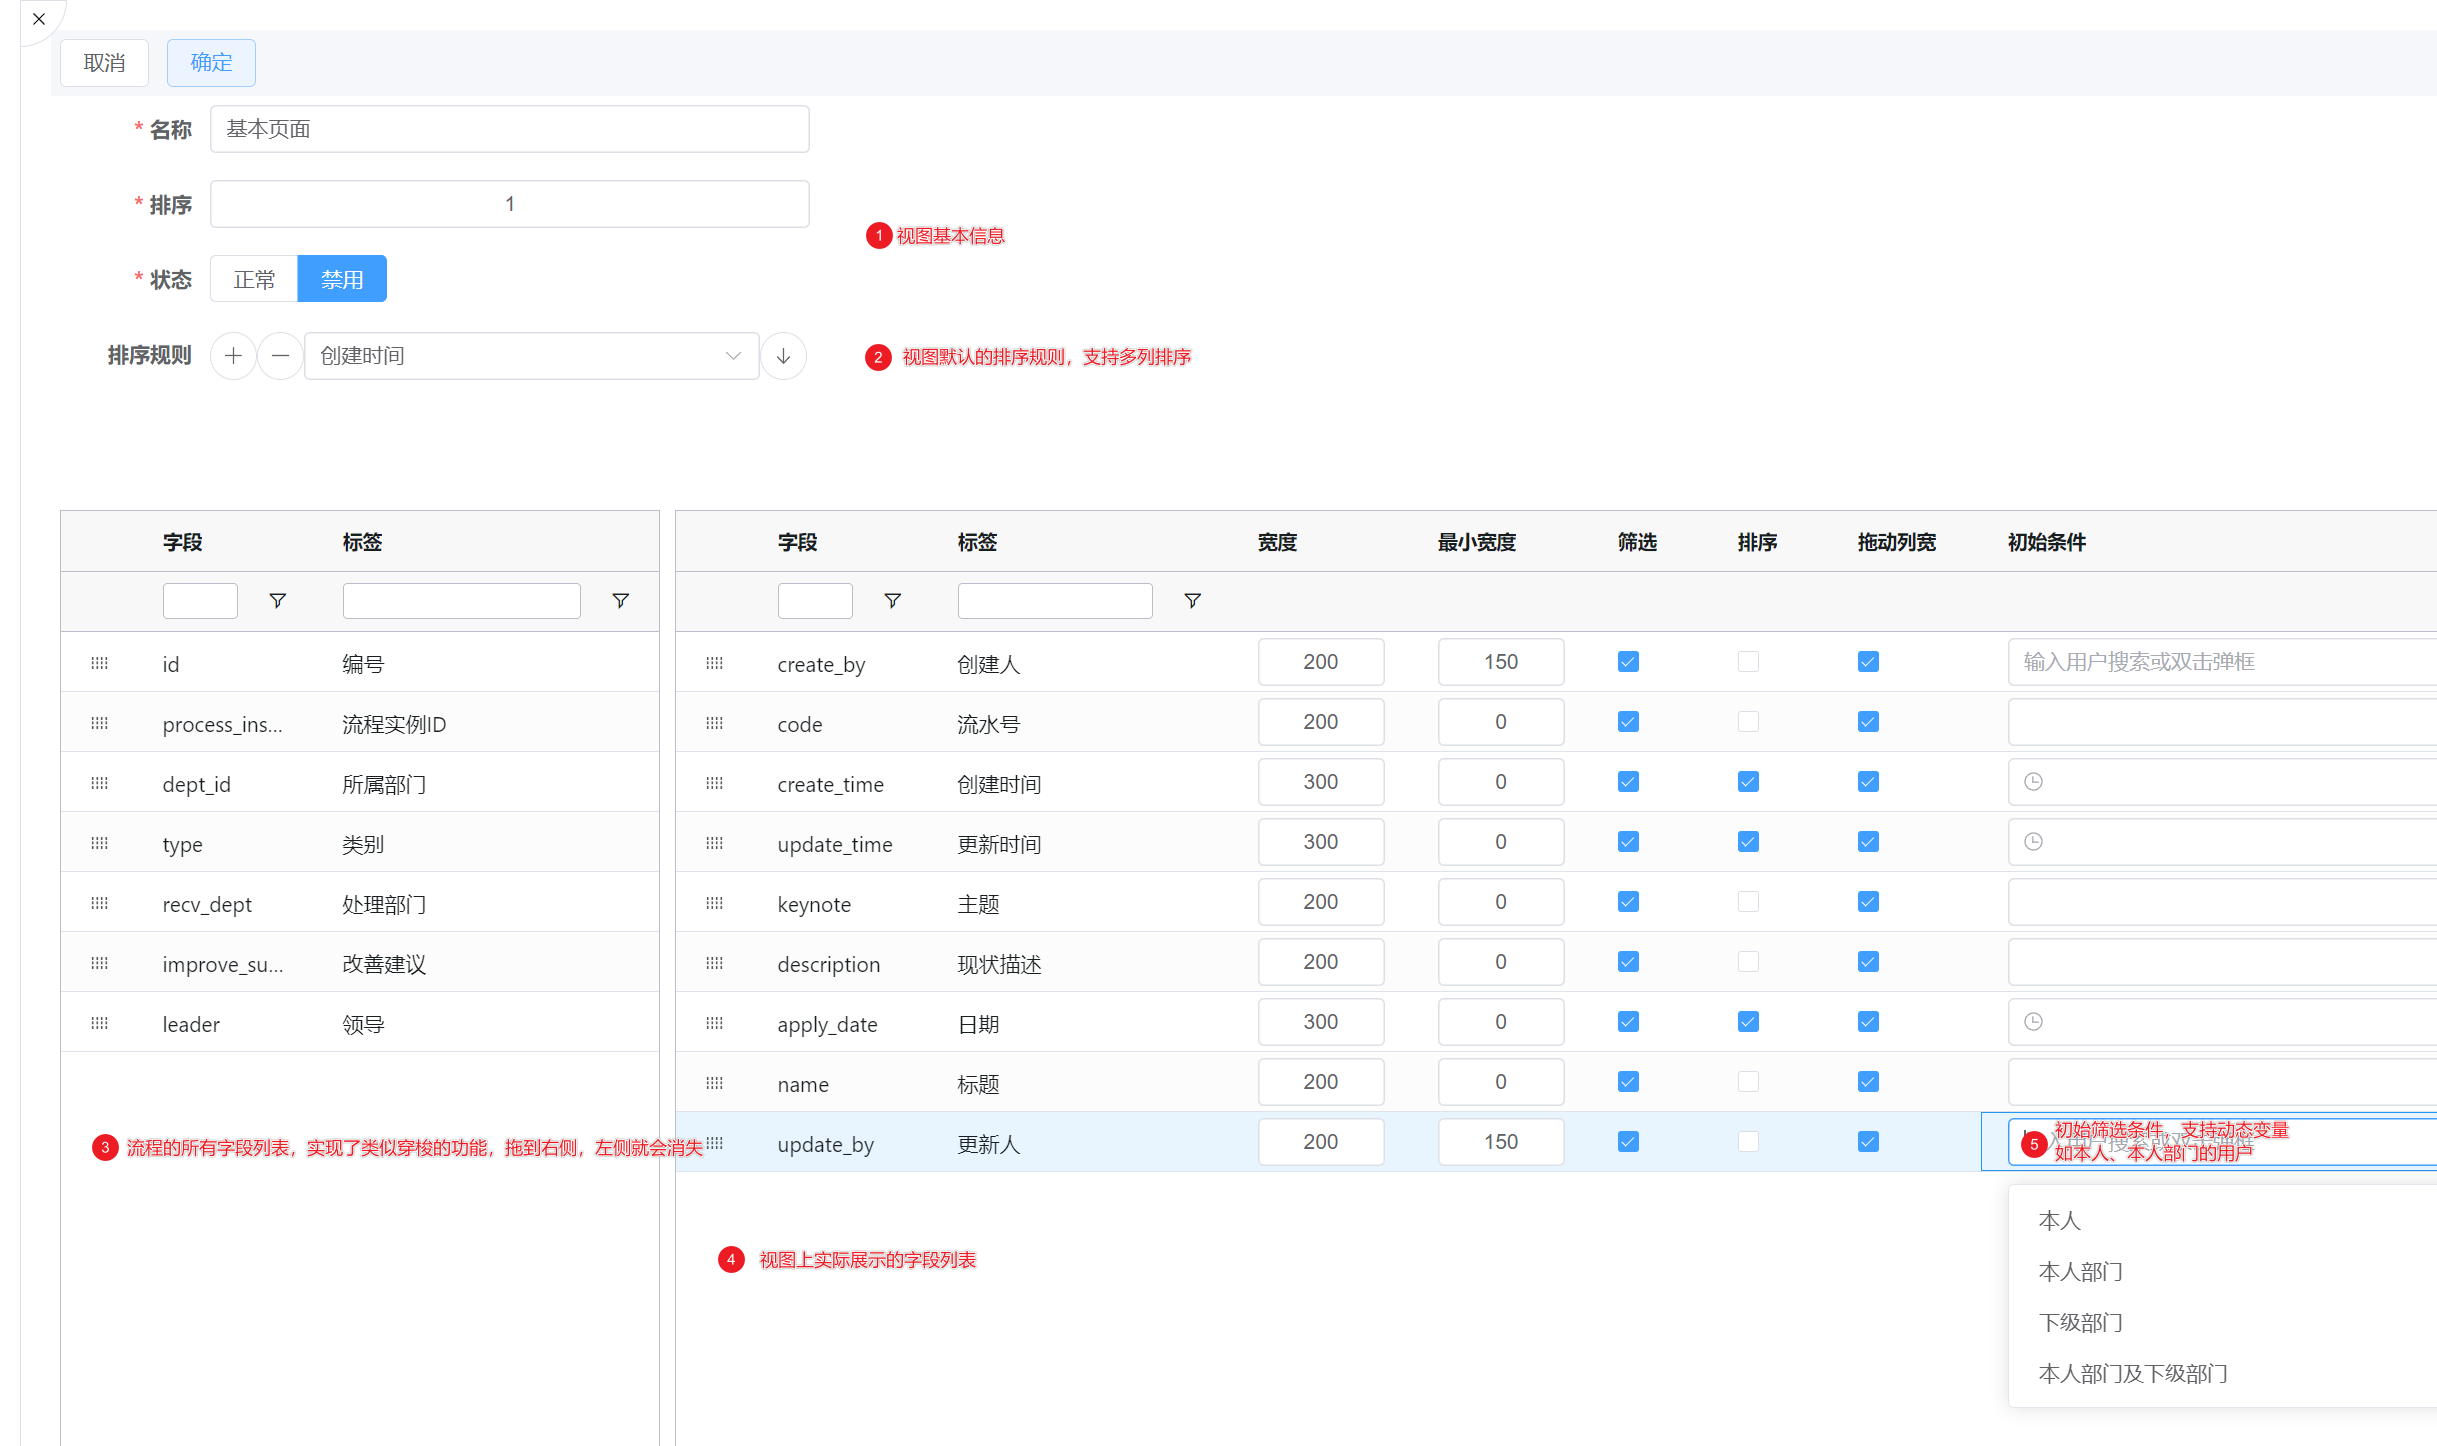 取消 确定
* 名称 基本页面
* 排序 1
1 视图基本信息
* 状态 正常 禁用
排序规则 创建时间
2 视图默认的排序规则，支持多列排序
字段 标签
id 编号
process_ins... 流程实例ID
dept_id 所属部门
type 类别
recv_dept 处理部门
improve_su... 改善建议
leader 领导
3 流程的所有字段列表，实现了类似穿梭的功能，拖到右侧，左侧就会消失
字段 标签 宽度 最小宽度 筛选 排序 拖动列宽 初始条件
create_by 创建人 200 150 输入用户搜索或双击弹框
code 流水号 200 0
create_time 创建时间 300 0
update_time 更新时间 300 0
keynote 主题 200 0
description 现状描述 200 0
apply_date 日期 300 0
name 标题 200 0
update_by 更新人 200 150
5 初始筛选条件，支持动态变量
如本人、本人部门的用户
4 视图上实际展示的字段列表
本人
本人部门
下级部门
本人部门及下级部门